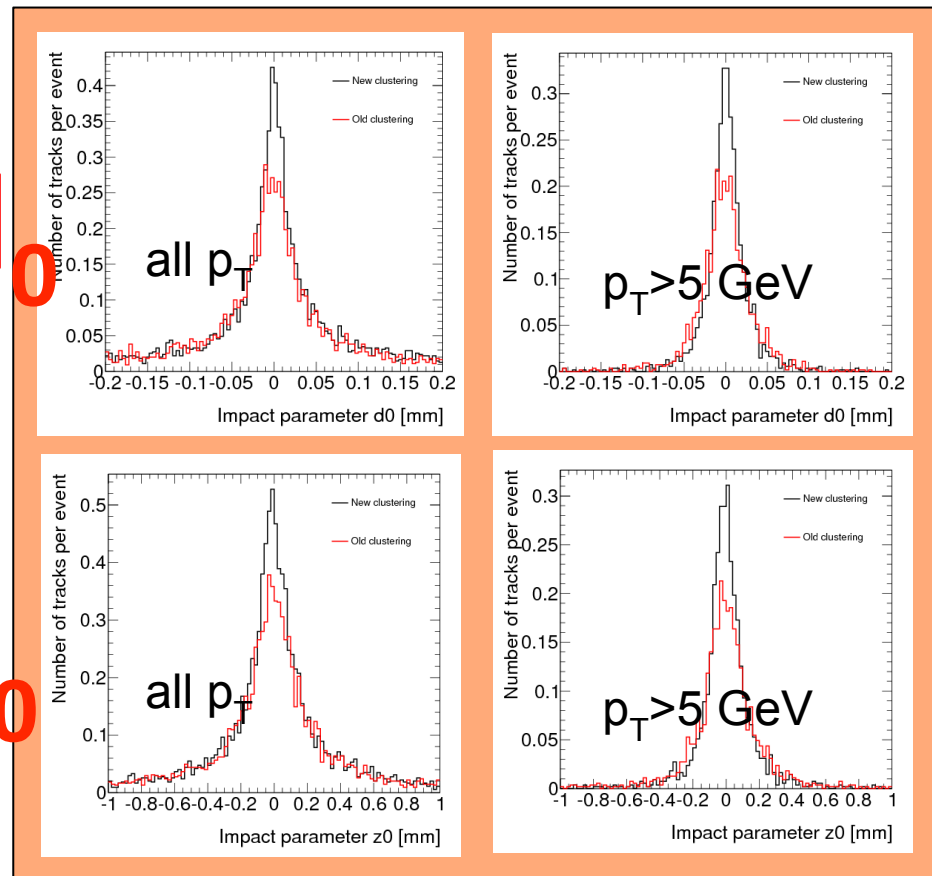 Number of tracks per event
0.4
0.35
0.3
0.25
0.2
0.15
0.1
0.05
0
New clustering
Old clustering
all pT
-0.2 -0.15 -0.1 -0.05 0 0.05 0.1 0.15 0.2
Impact parameter d0 [mm]
Number of tracks per event
0.3
0.25
0.2
0.15
0.1
0.05
0
New clustering
Old clustering
pT>5 GeV
-0.2 -0.15 -0.1 -0.05 0 0.05 0.1 0.15 0.2
Impact parameter d0 [mm]
0
Number of tracks per event
0.5
0.4
0.3
0.2
0.1
0
New clustering
Old clustering
all pT
-1 -0.8 -0.6 -0.4 -0.2 0 0.2 0.4 0.6 0.8 1
Impact parameter z0 [mm]
Number of tracks per event
0.3
0.25
0.2
0.15
0.1
0.05
0
New clustering
Old clustering
pT>5 GeV
-1 -0.8 -0.6 -0.4 -0.2 0 0.2 0.4 0.6 0.8 1
Impact parameter z0 [mm]
0